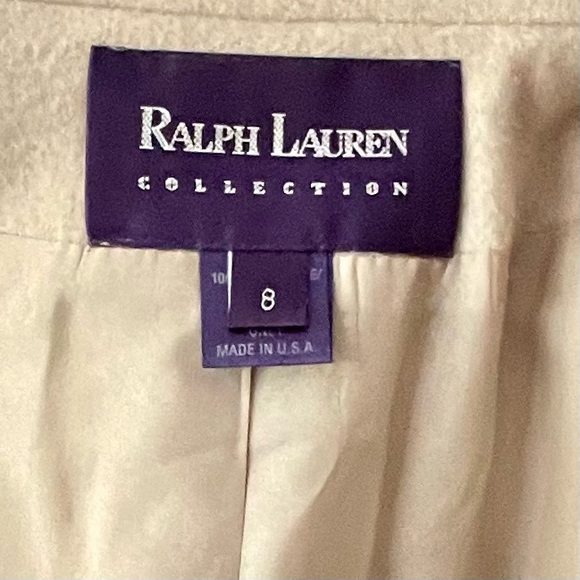 RALPH LAUREN
COLLECTION
8
MADE IN U.S.A